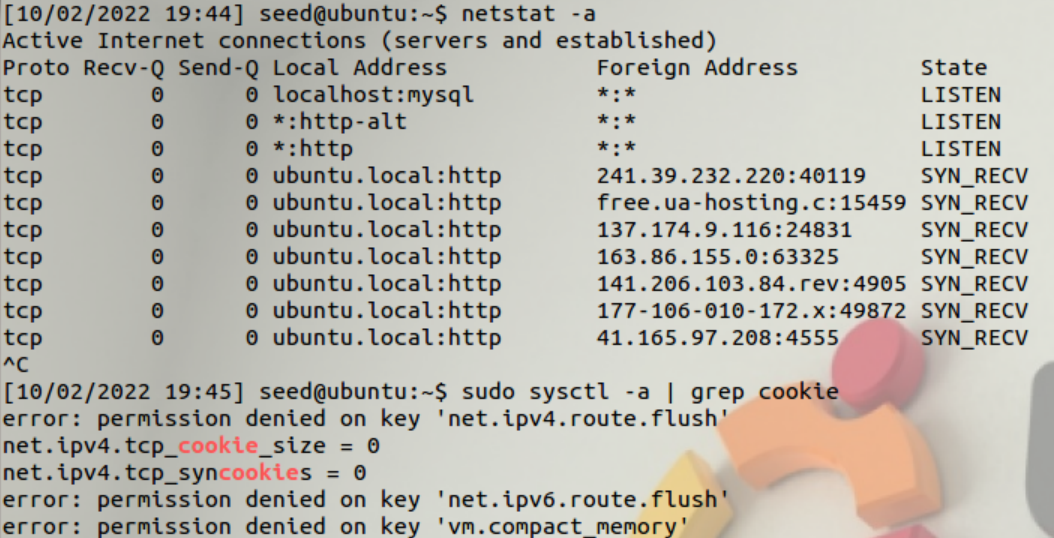 [10/02/2022 19:44] seed@ubuntu:~$ netstat -a
Active Internet connections (servers and established)
Proto Recv-Q Send-Q Local Address           Foreign Address         State
tcp        0      0 localhost:mysql         *:*                     LISTEN
tcp        0      0 *:http-alt              *:*                     LISTEN
tcp        0      0 *:http                  *:*                     LISTEN
tcp        0      0 ubuntu.local:http       241.39.232.220:40119    SYN_RECV
tcp        0      0 ubuntu.local:http       free.ua-hosting.c:15459 SYN_RECV
tcp        0      0 ubuntu.local:http       137.174.9.116:24831     SYN_RECV
tcp        0      0 ubuntu.local:http       163.86.155.0:63325      SYN_RECV
tcp        0      0 ubuntu.local:http       141.206.103.84.rev:4905 SYN_RECV
tcp        0      0 ubuntu.local:http       177-106-010-172.x:49872 SYN_RECV
tcp        0      0 ubuntu.local:http       41.165.97.208:4555      SYN_RECV
^C
[10/02/2022 19:45] seed@ubuntu:~$ sudo sysctl -a | grep cookie
error: permission denied on key 'net.ipv4.route.flush'
net.ipv4.tcp_cookie_size = 0
net.ipv4.tcp_syncookies = 0
error: permission denied on key 'net.ipv6.route.flush'
error: permission denied on key 'vm.compact_memory'